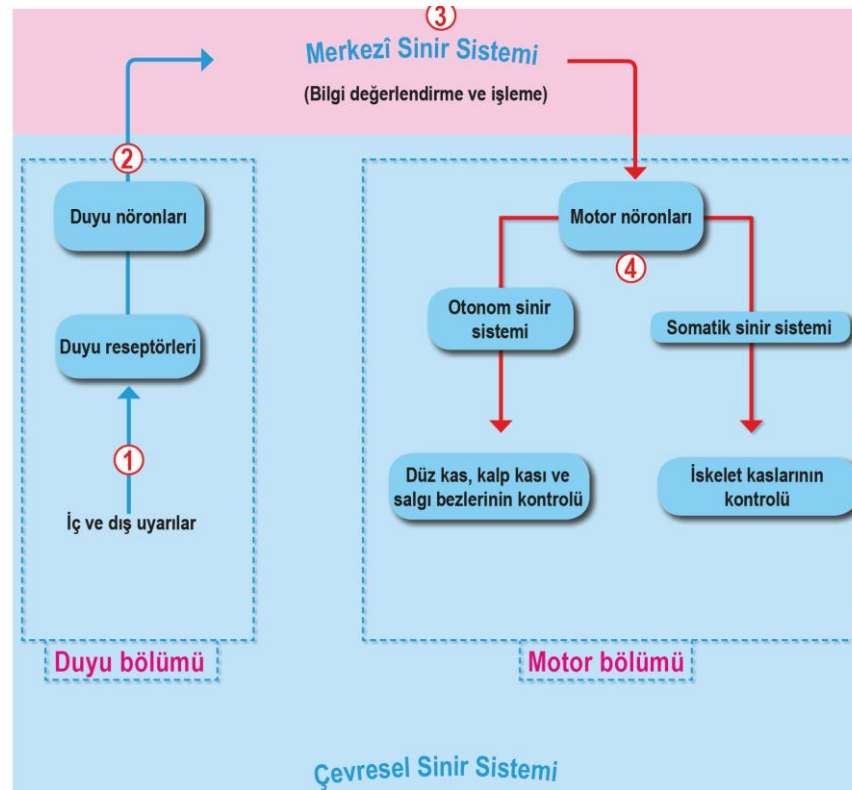 3
Merkezî Sinir Sistemi
(Bilgi değerlendirme ve işleme)
2
Duyu nöronları
Duyu reseptörleri
1
İç ve dış uyarılar
Duyu bölümü
Motor nöronları
4
Otonom sinir
sistemi
Somatik sinir sistemi
Düz kas, kalp kası ve
salgı bezlerinin kontrolü
İskelet kaslarının
kontrolü
Motor bölümü
Çevresel Sinir Sistemi